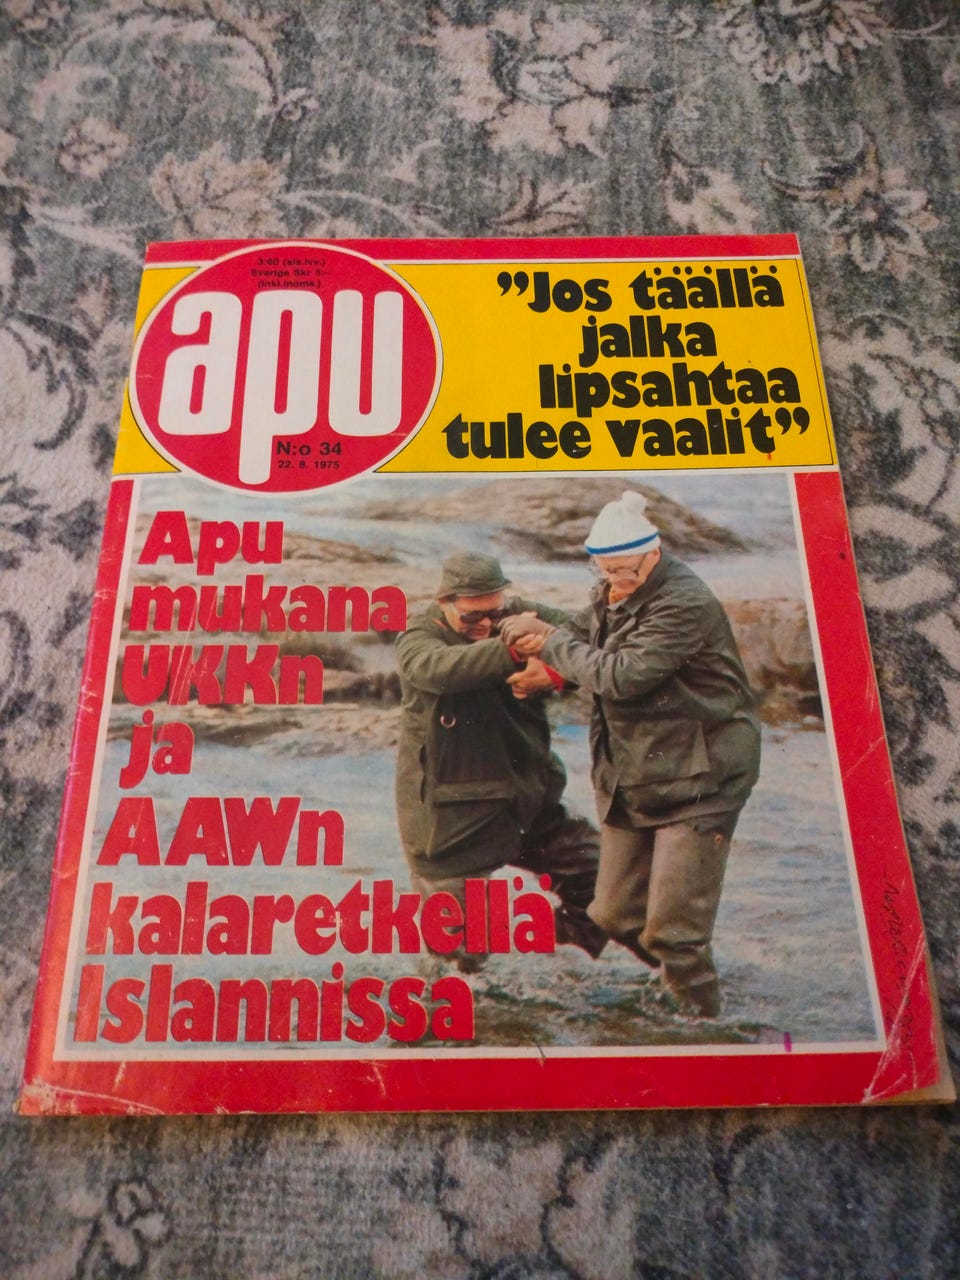 3:60 (sis.lvv.)
Sverige Skr 5:-
(inkl.moms.)
apu
N:o 34
22. 8. 1975
”Jos täällä
jalka
lipsahtaa
tulee vaalit”
Apu
mukana
UKKn
ja
AAWn
kalaretkellä
Islannissa